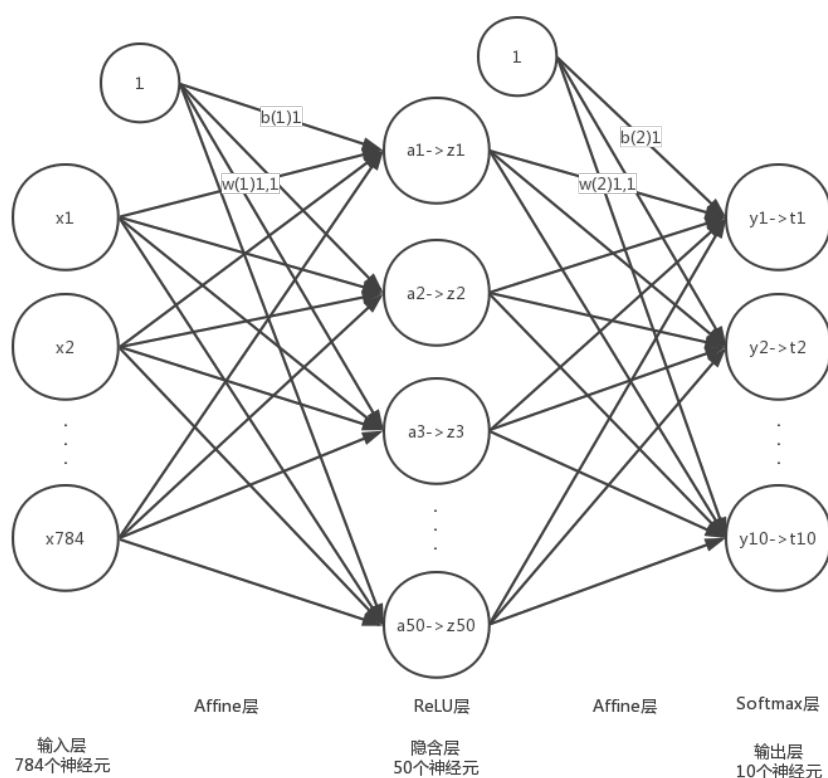 1
1
b(1)1
b(2)1
a1->z1
w(1)1,1
w(2)1,1
x1
y1->t1
a2->z2
x2
y2->t2
.
.
.
a3->z3
.
.
.
.
.
.
x784
y10->t10
a50->z50
Affine层
ReLU层
Affine层
Softmax层
输入层
784个神经元
隐含层
50个神经元
输出层
10个神经元